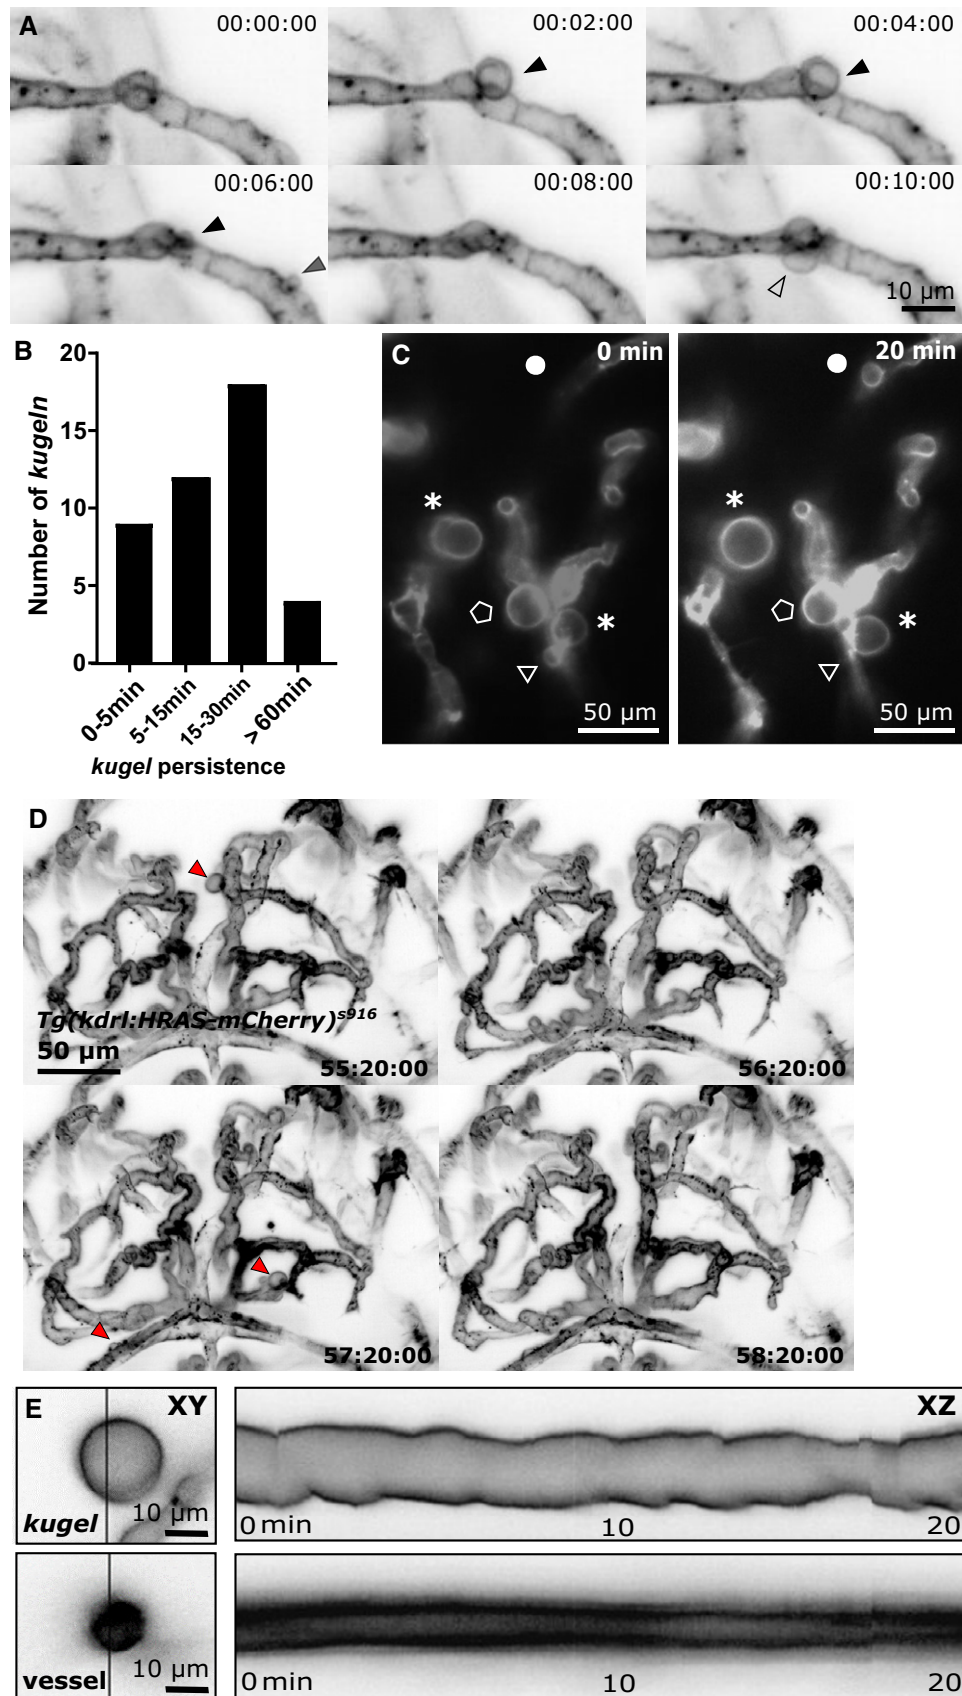 A
00:00:00
00:02:00
00:04:00
00:06:00
00:08:00
00:10:00
10 µm
B
Number of kugeln
20
15
10
5
0
0-5min
5-15min
15-30min
> 60min
kugel persistence
C
0 min
20 min
*
*
*
*
50 µm
50 µm
D
Tg(kdrl:HRAS-mCherry)s916
50 µm
55:20:00
56:20:00
57:20:00
58:20:00
E
XY
XZ
10 µm
kugel
0 min
10
20
10 µm
vessel
0 min
10
20